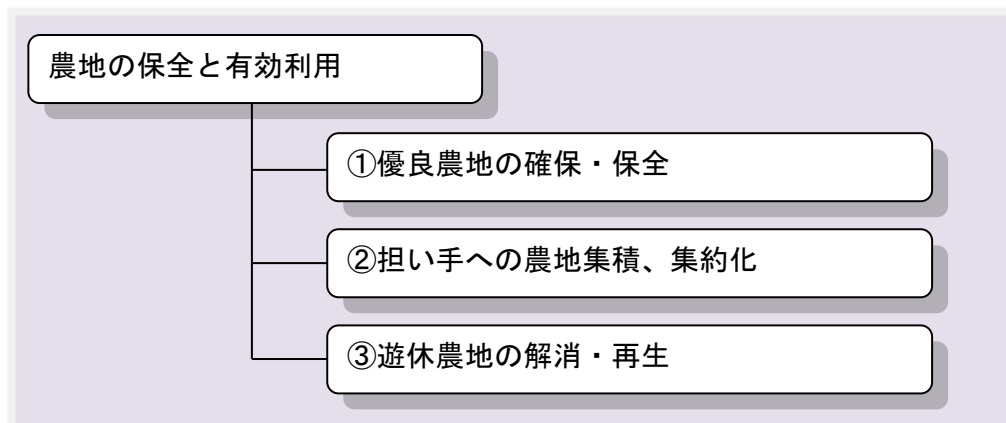 農地の保全と有効利用
①優良農地の確保・保全
②担い手への農地集積、集約化
③遊休農地の解消・再生